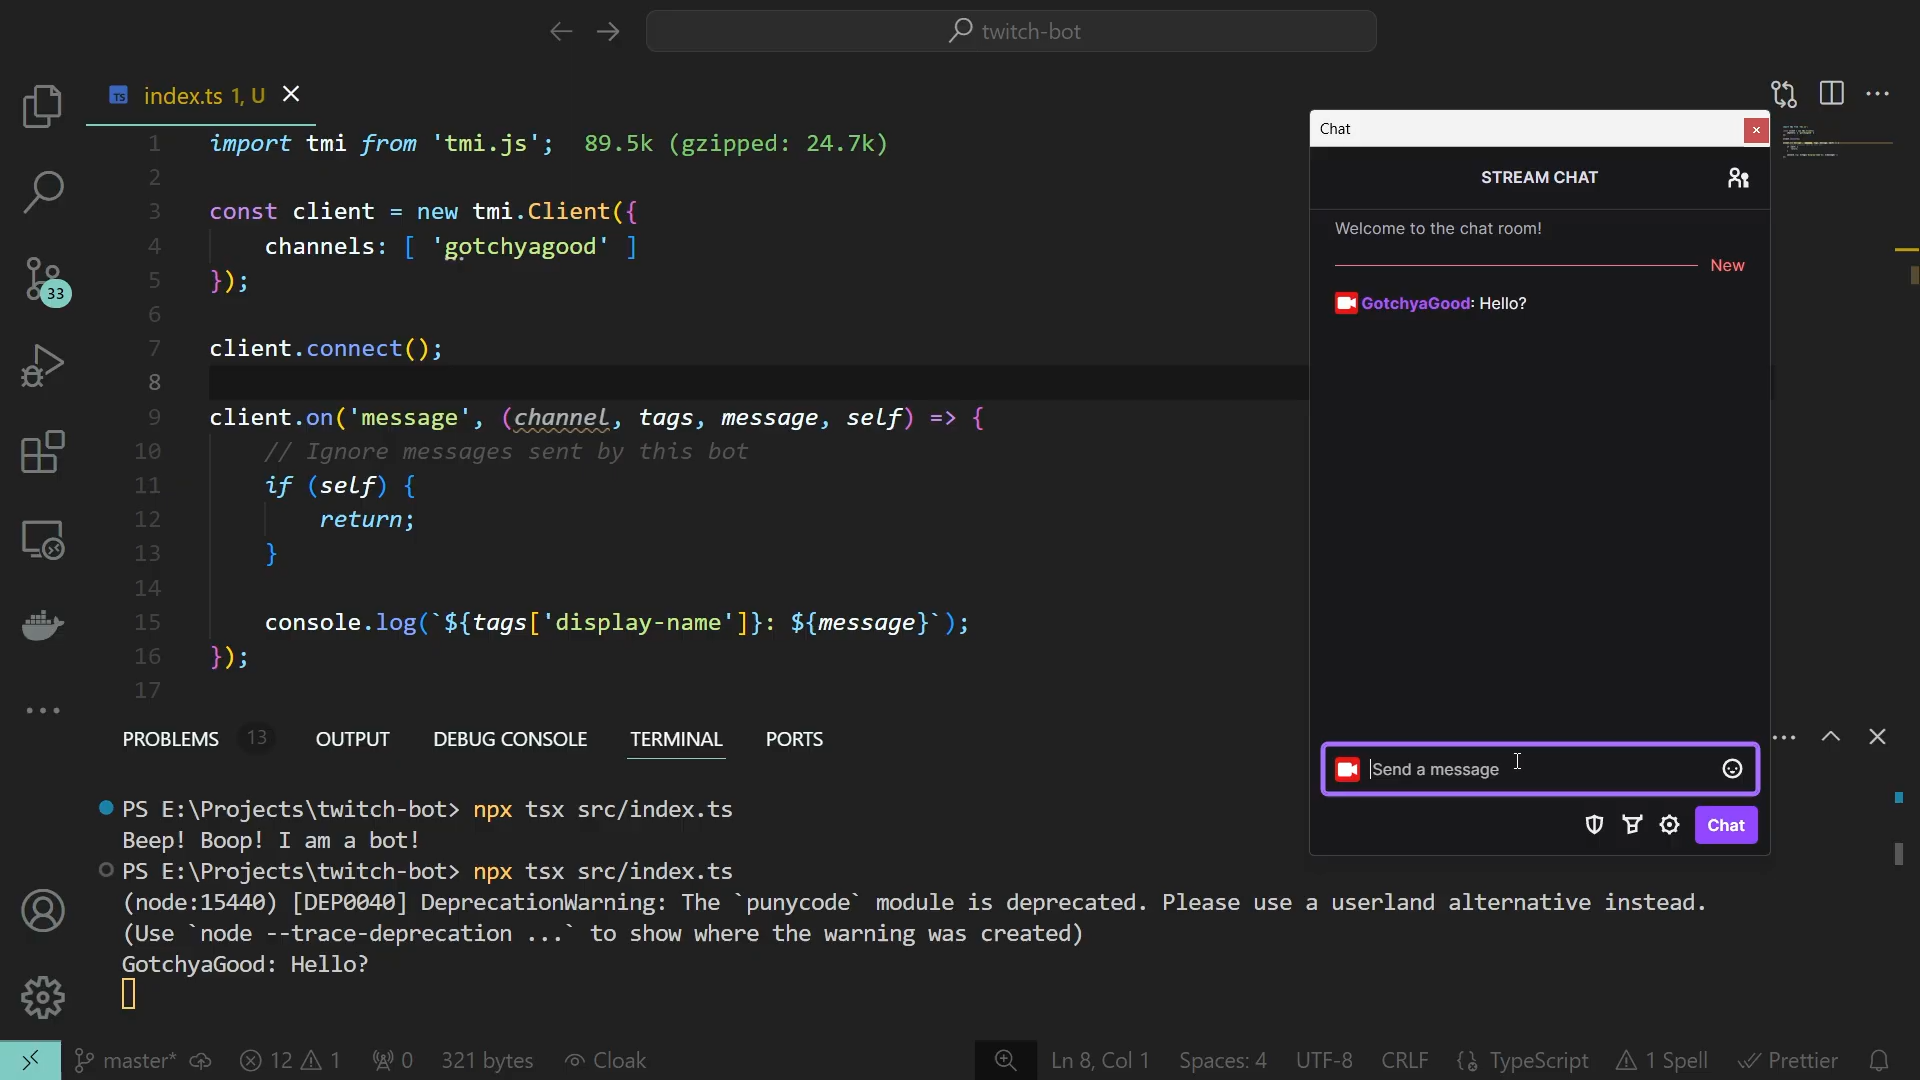 twitch-bot
TS index.ts 1, U
1 import tmi from 'tmi.js'; 89.5k (gzipped: 24.7k)
2
3 const client = new tmi.Client({
4 channels: [ 'gotchyagood' ]
5 });
6
7 client.connect();
8
9 client.on('message', (channel, tags, message, self) => {
10 // Ignore messages sent by this bot
11 if (self) {
12 return;
13 }
14
15 console.log(`${tags['display-name']}: ${message}`);
16 });
17
33
Chat
STREAM CHAT
Welcome to the chat room!
New
GotchyaGood: Hello?
Send a message
Chat
PROBLEMS 13 OUTPUT DEBUG CONSOLE TERMINAL PORTS
PS E:\Projects\twitch-bot> npx tsx src/index.ts
Beep! Boop! I am a bot!
PS E:\Projects\twitch-bot> npx tsx src/index.ts
(node:15440) [DEP0040] DeprecationWarning: The `punycode` module is deprecated. Please use a userland alternative instead.
(Use `node --trace-deprecation ...` to show where the warning was created)
GotchyaGood: Hello?
master* 12 1 0 321 bytes Cloak Ln 8, Col 1 Spaces: 4 UTF-8 CRLF TypeScript 1 Spell Prettier